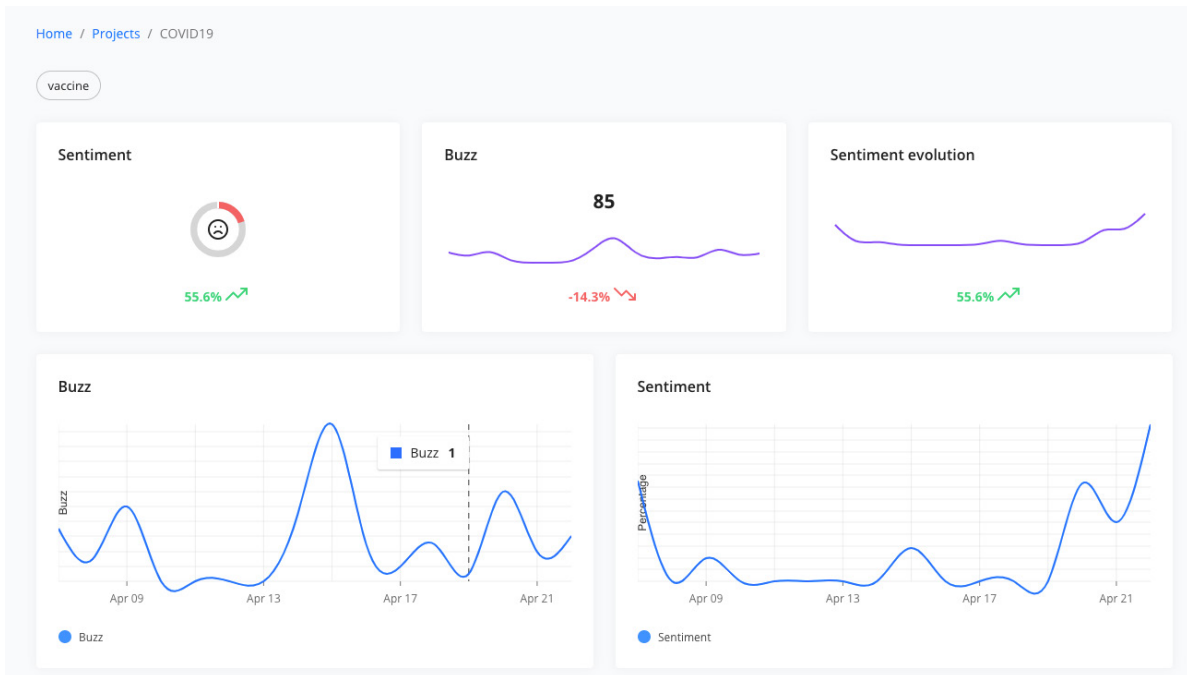 Home / Projects / COVID19
vaccine
Sentiment
55.6%
Buzz
85
-14.3%
Sentiment evolution
55.6%
Buzz
Buzz
Buzz 1
Apr 09
Apr 13
Apr 17
Apr 21
Buzz
Sentiment
Percentage
Apr 09
Apr 13
Apr 17
Apr 21
Sentiment